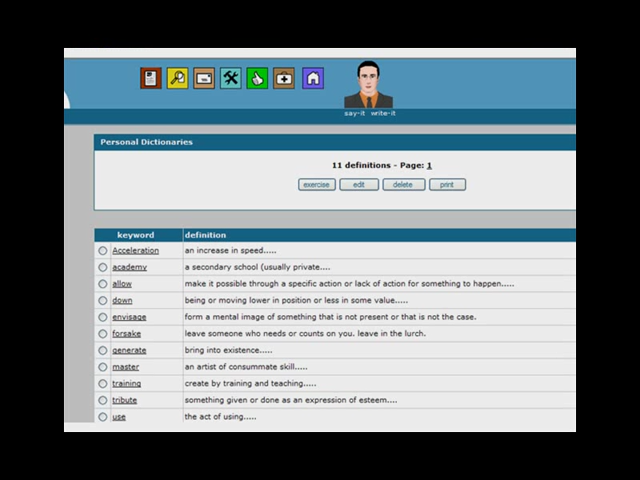 say-it write-it
Personal Dictionaries
11 definitions - Page: 1
exercise edit delete print
keyword definition
Acceleration an increase in speed.....
academy a secondary school (usually private....
allow make it possible through a specific action or lack of action for something to happen.....
down being or moving lower in position or less in some value.....
envisage form a mental image of something that is not present or that is not the case.
forsake leave someone who needs or counts on you. leave in the lurch.
generate bring into existence.....
master an artist of consummate skill.....
training create by training and teaching.....
tribute something given or done as an expression of esteem....
use the act of using.....